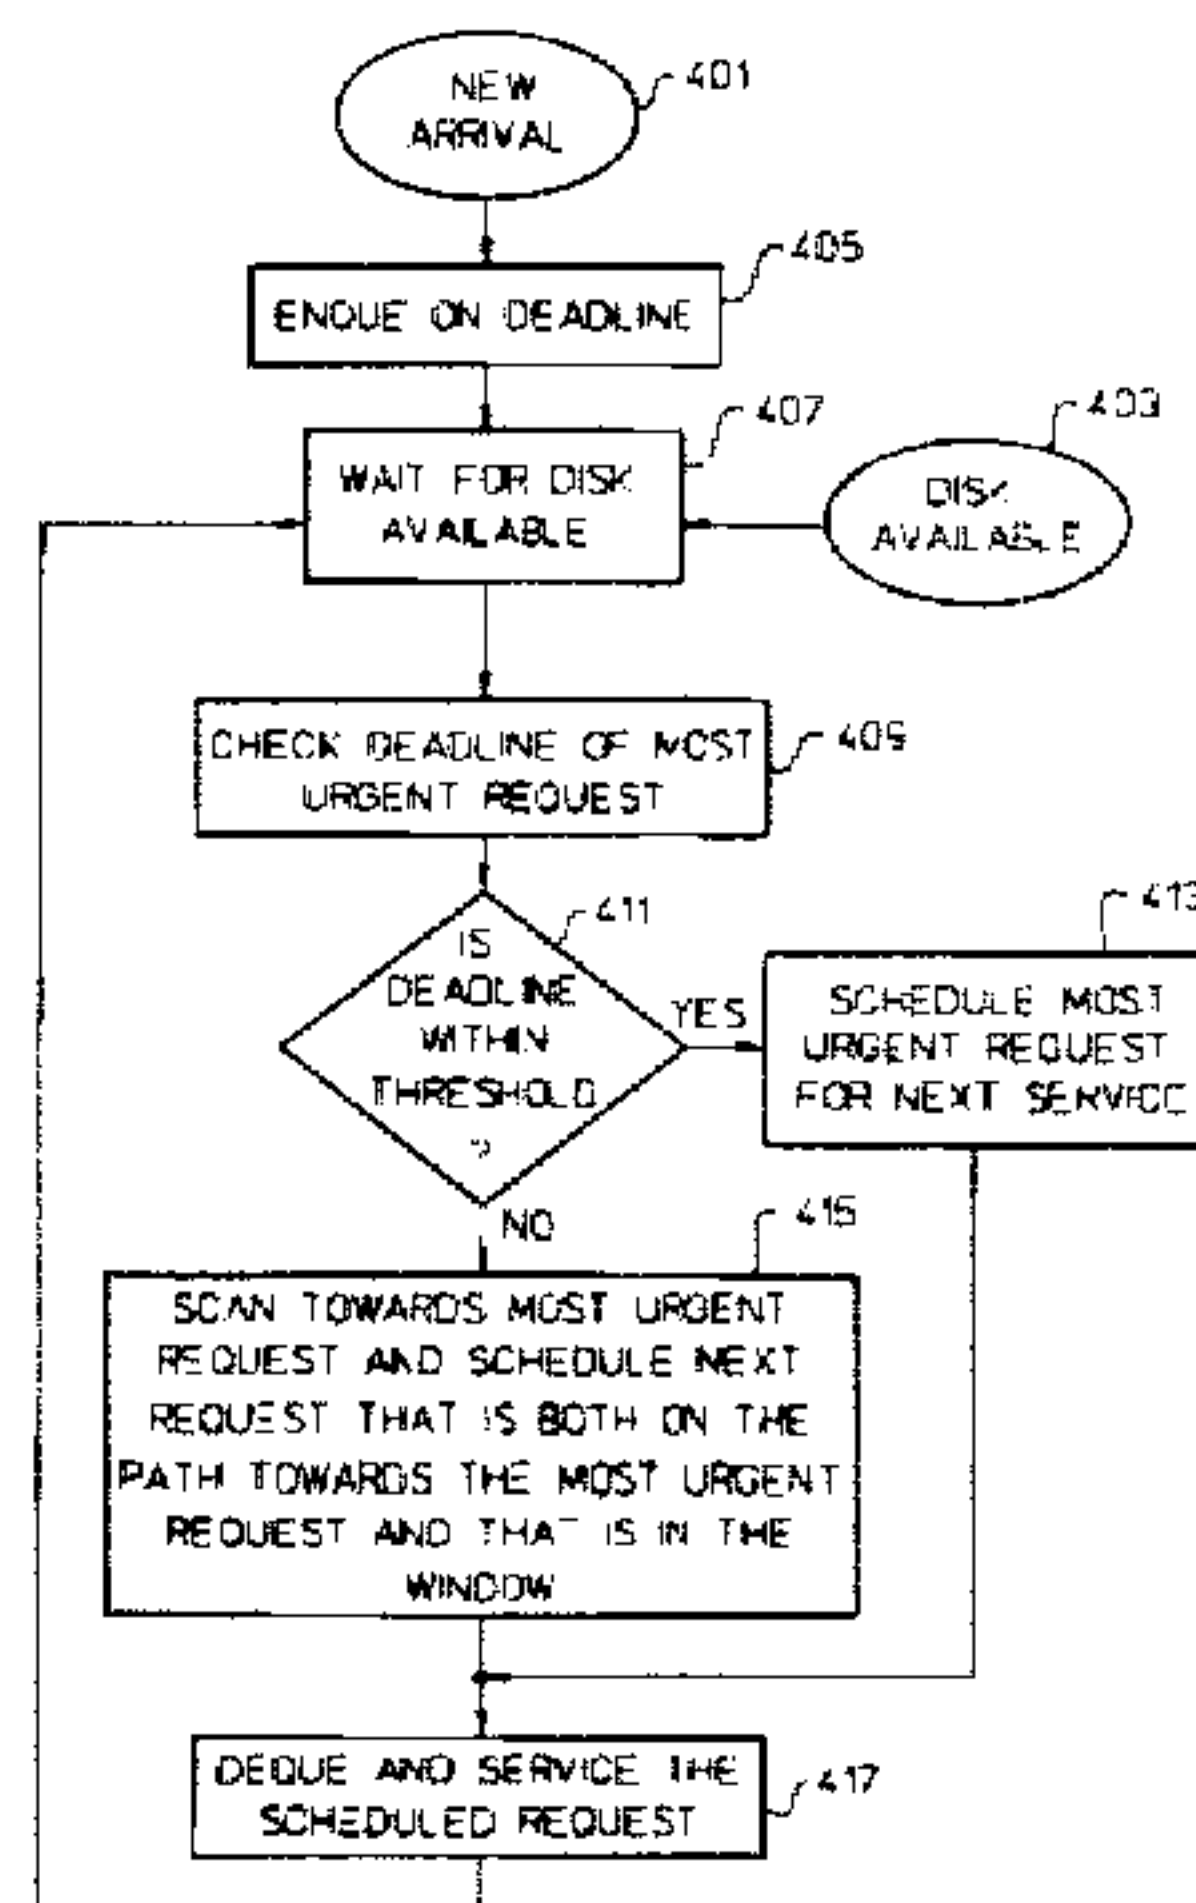 NEW
ARRIVAL
401
ENQUE ON DEADLINE
405
WAIT FOR DISK
AVAILABLE
407
DISK
AVAILABLE
403
CHECK DEADLINE OF MOST
URGENT REQUEST
409
IS
DEADLINE
WITHIN
THRESHOLD
?
411
YES
SCHEDULE MOST
URGENT REQUEST
FOR NEXT SERVICE
413
NO
415
SCAN TOWARDS MOST URGENT
REQUEST AND SCHEDULE NEXT
REQUEST THAT IS BOTH ON THE
PATH TOWARDS THE MOST URGENT
REQUEST AND THAT IS IN THE
WINDOW
DEQUE AND SERVICE THE
SCHEDULED REQUEST
417